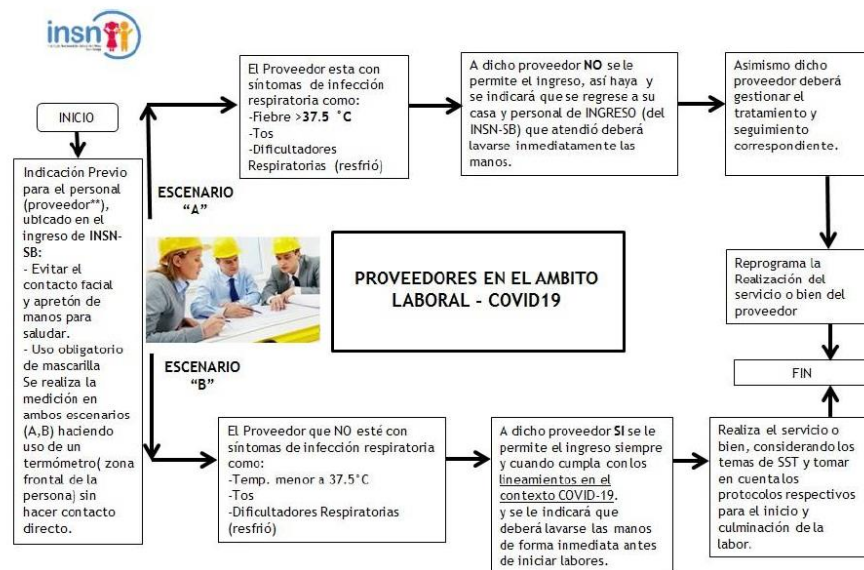 insn
INICIO
Indicación Previo
para el personal
(proveedor**),
ubicado en el
ingreso de INSN-
SB:
- Evitar el
contacto facial
y apretón de
manos para
saludar.
- Uso obligatorio
de mascarilla
Se realiza la
medición en
ambos escenarios
(A,B) haciendo
uso de un
termómetro( zona
frontal de la
persona) sin
hacer contacto
directo.
ESCENARIO
“A”
El Proveedor esta con
síntomas de infección
respiratoria como:
-Fiebre >37.5 °C
-Tos
-Dificultadores
Respiratorias (resfrió)
A dicho proveedor NO se le
permite el ingreso, así haya y
se indicará que se regrese a su
casa y personal de INGRESO (del
INSN-SB) que atendió deberá
lavarse inmediatamente las
manos.
Asimismo dicho
proveedor deberá
gestionar el
tratamiento y
seguimiento
correspondiente.
Reprograma la
Realización del
servicio o bien del
proveedor
FIN
PROVEEDORES EN EL AMBITO
LABORAL - COVID19
ESCENARIO
“B”
El Proveedor que NO esté con
síntomas de infección respiratoria
como:
-Temp. menor a 37.5°C
-Tos
-Dificultadores Respiratorias
(resfrió)
A dicho proveedor SI se le
permite el ingreso siempre
y cuando cumpla con los
lineamientos en el
contexto COVID-19.
y se le indicará que
deberá lavarse las manos
de forma inmediata antes
de iniciar labores.
Realiza el servicio o
bien, considerando los
temas de SST y tomar
en cuenta los
protocolos respectivos
para el inicio y
culminación de la
labor.